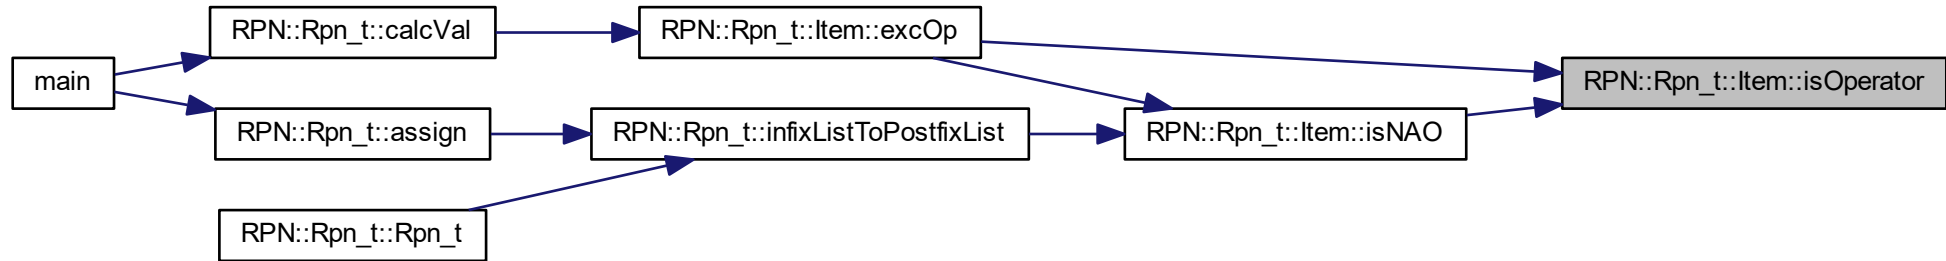 main
RPN::Rpn_t::calcVal
RPN::Rpn_t::assign
RPN::Rpn_t::Rpn_t
RPN::Rpn_t::Item::excOp
RPN::Rpn_t::infixListToPostfixList
RPN::Rpn_t::Item::isNAO
RPN::Rpn_t::Item::isOperator